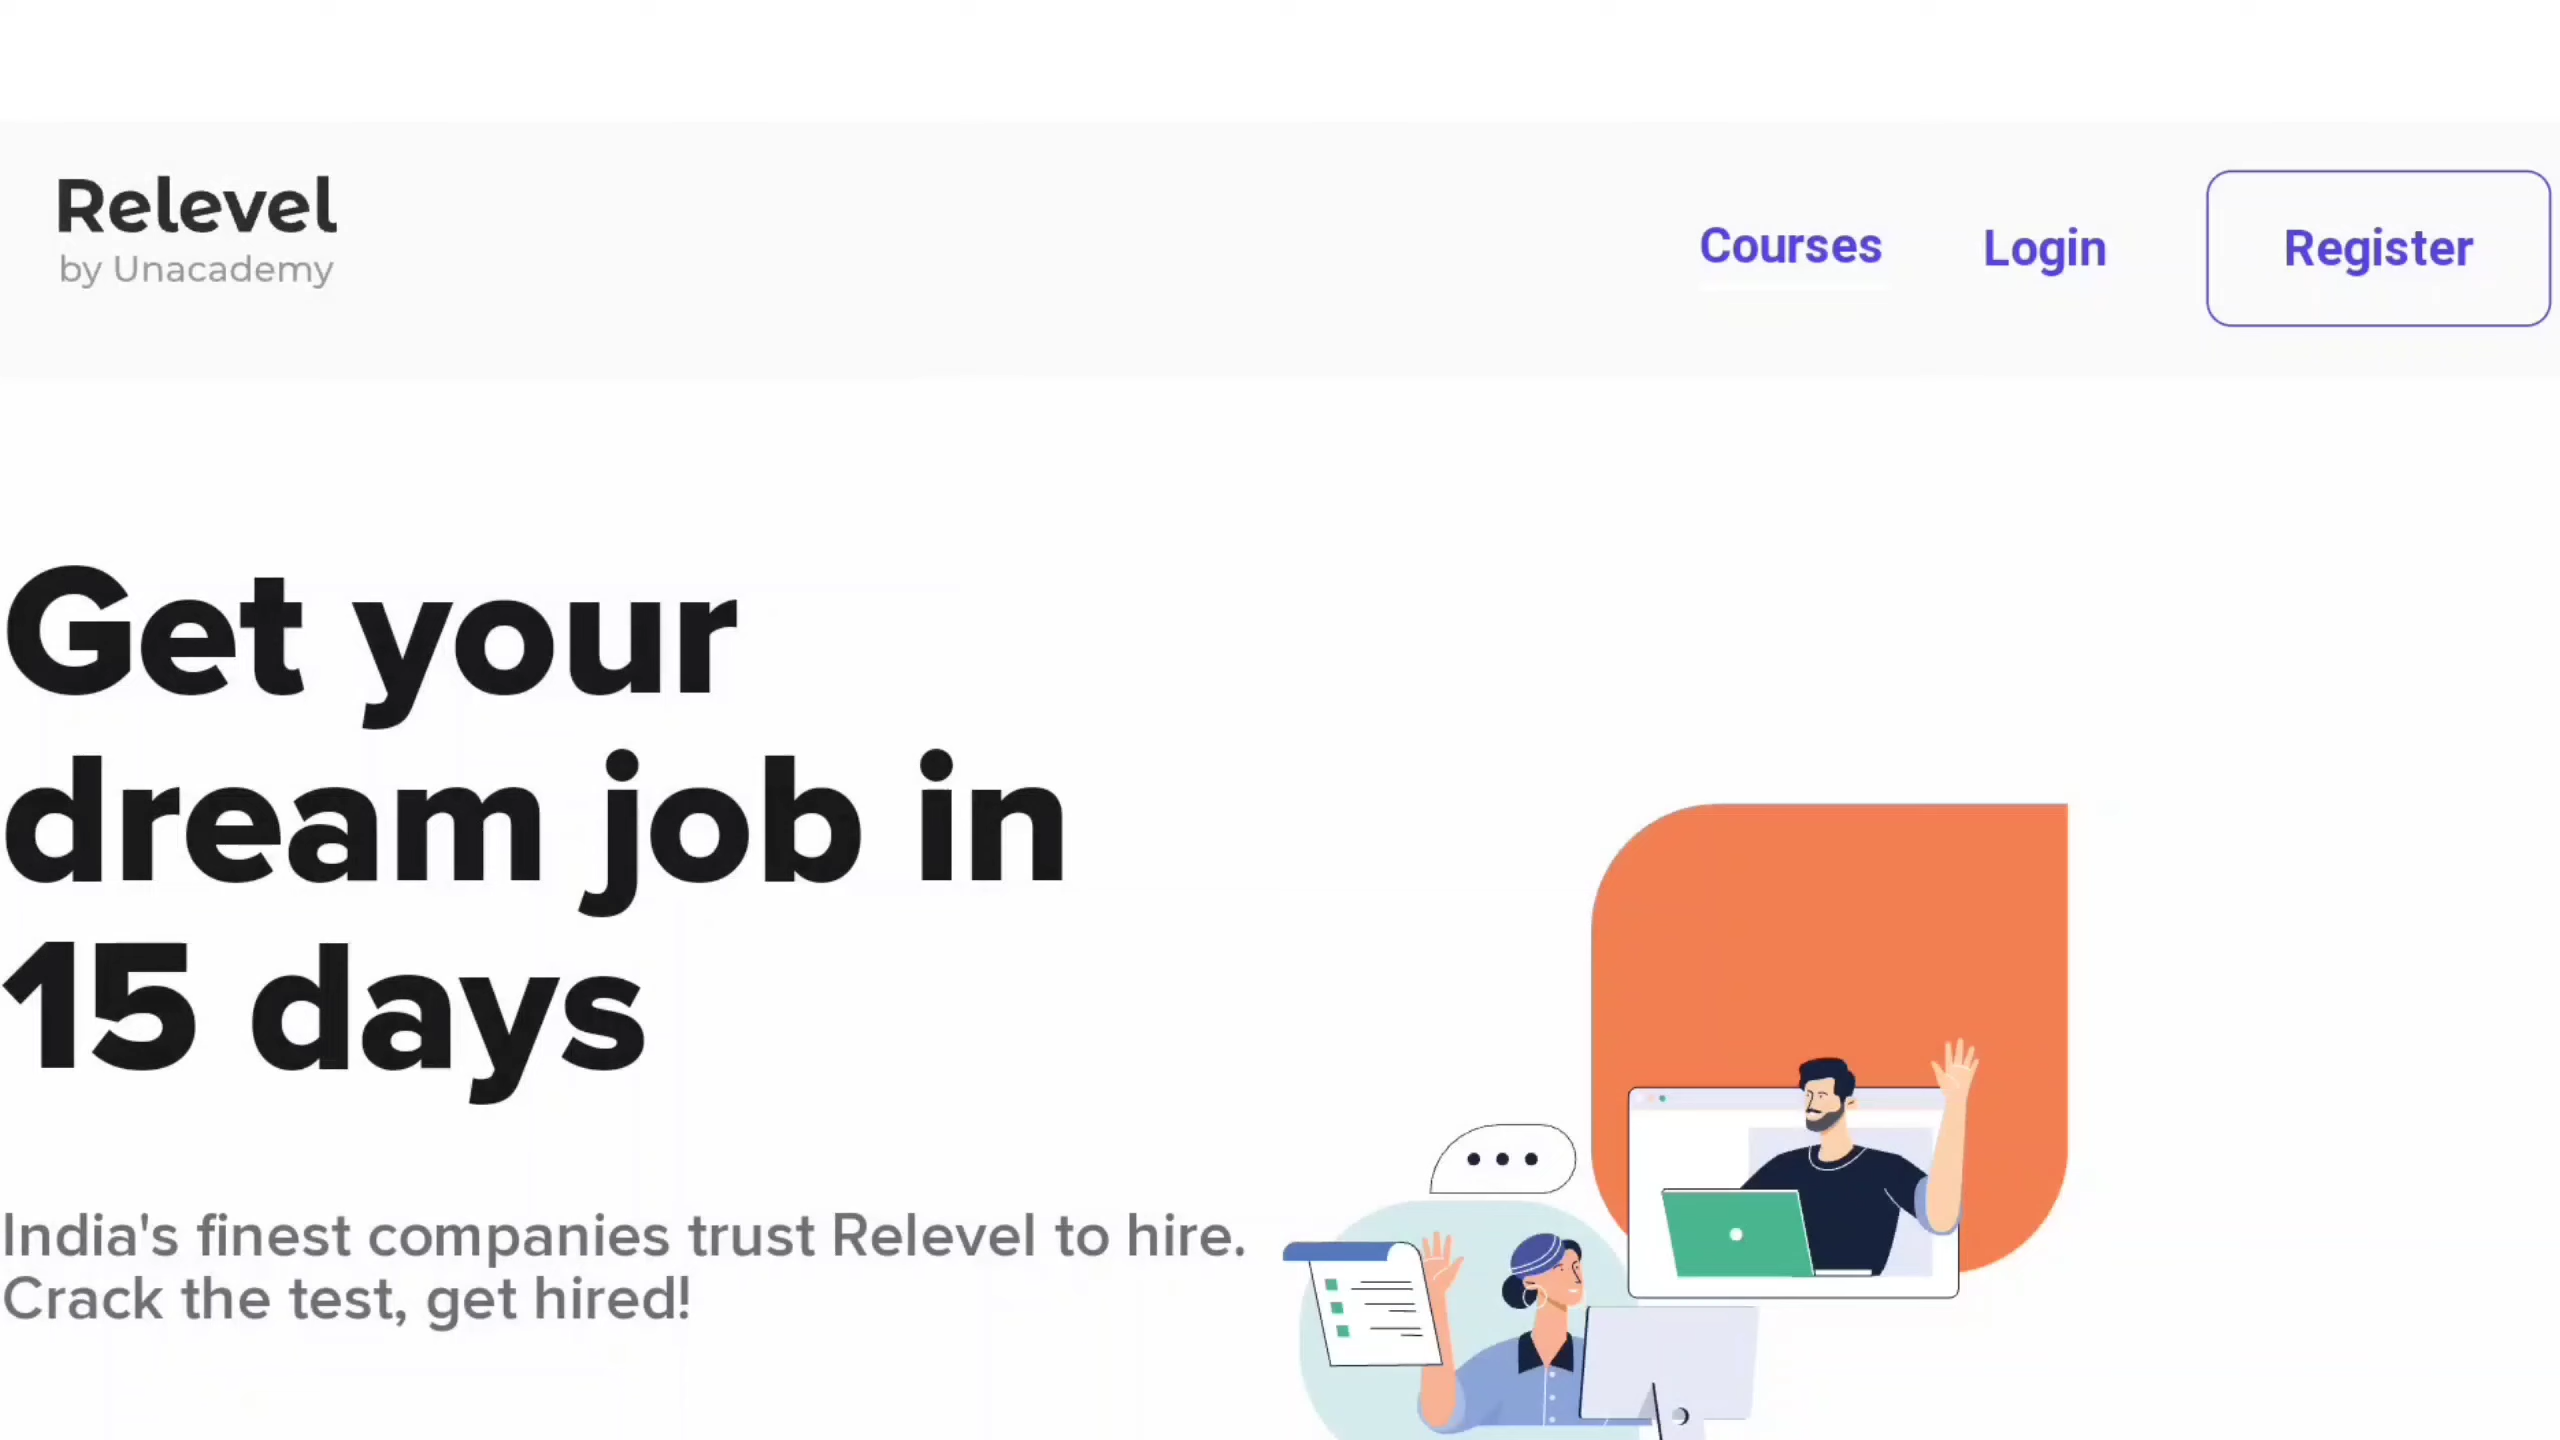 Relevel
by Unacademy
Courses
Login
Register
Get your
dream job in
15 days
India's finest companies trust Relevel to hire.
Crack the test, get hired!